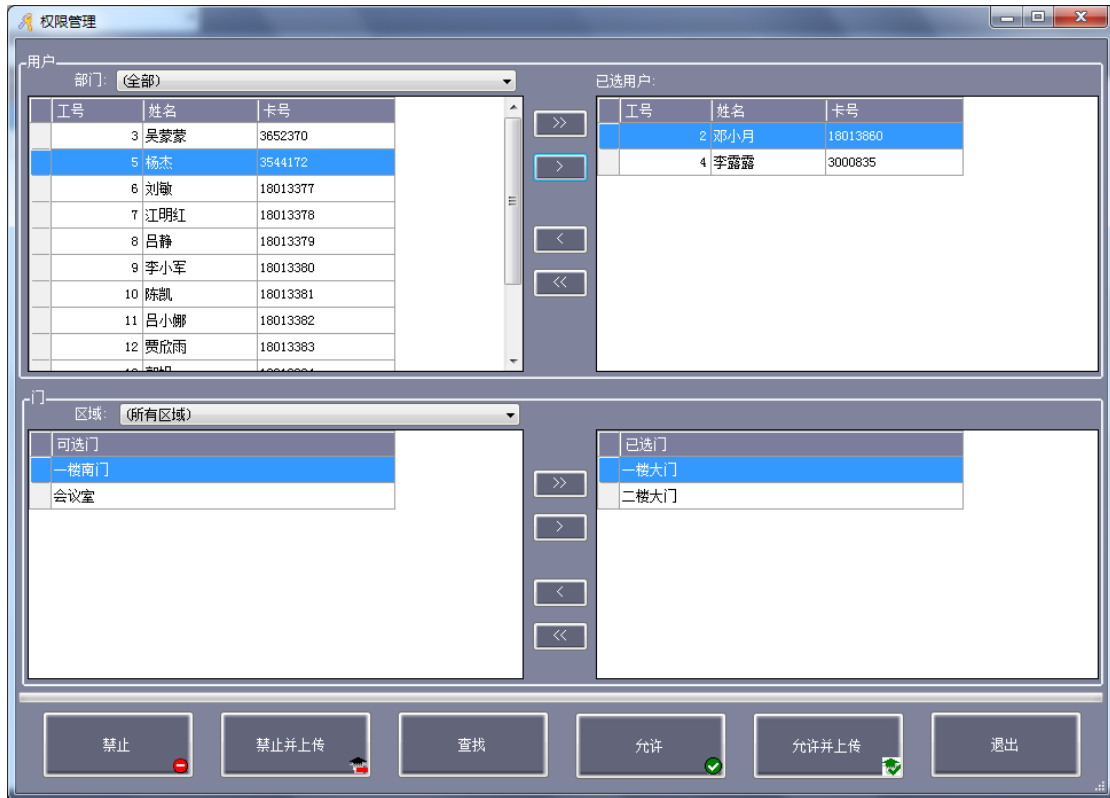 权限管理
用户
部门: (全部)
已选用户:
工号 姓名 卡号
3 吴蒙蒙 3652370
5 杨杰 3544172
6 刘敏 18013377
7 江明红 18013378
8 吕静 18013379
9 李小军 18013380
10 陈凯 18013381
11 吕小娜 18013382
12 贾欣雨 18013383
>>
>
<
<<
工号 姓名 卡号
2 邓小月 18013860
4 李露露 3000835
门
区域: (所有区域)
可选门
一楼南门
会议室
>>
>
<
<<
已选门
一楼大门
二楼大门
禁止
禁止并上传
查找
允许
允许并上传
退出